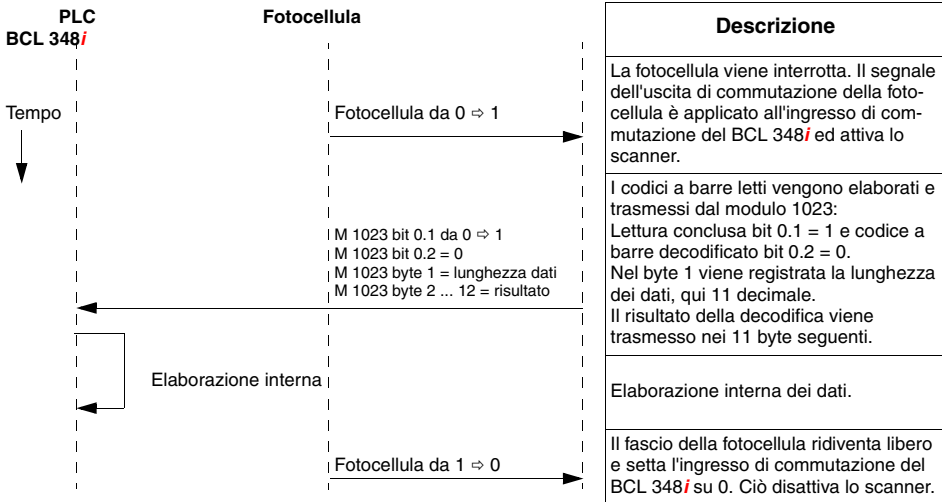 PLC
BCL 348i
Fotocellula
Tempo
Fotocellula da 0 ⇨ 1
M 1023 bit 0.1 da 0 ⇨ 1
M 1023 bit 0.2 = 0
M 1023 byte 1 = lunghezza dati
M 1023 byte 2 ... 12 = risultato
Elaborazione interna
Fotocellula da 1 ⇨ 0
Descrizione
La fotocellula viene interrotta. Il segnale
dell'uscita di commutazione della foto-
cellula è applicato all'ingresso di com-
mutazione del BCL 348i ed attiva lo
scanner.
I codici a barre letti vengono elaborati e
trasmessi dal modulo 1023:
Lettura conclusa bit 0.1 = 1 e codice a
barre decodificato bit 0.2 = 0.
Nel byte 1 viene registrata la lunghezza
dei dati, qui 11 decimale.
Il risultato della decodifica viene
trasmesso nei 11 byte seguenti.
Elaborazione interna dei dati.
Il fascio della fotocellula ridiventa libero
e setta l'ingresso di commutazione del
BCL 348i su 0. Ciò disattiva lo scanner.